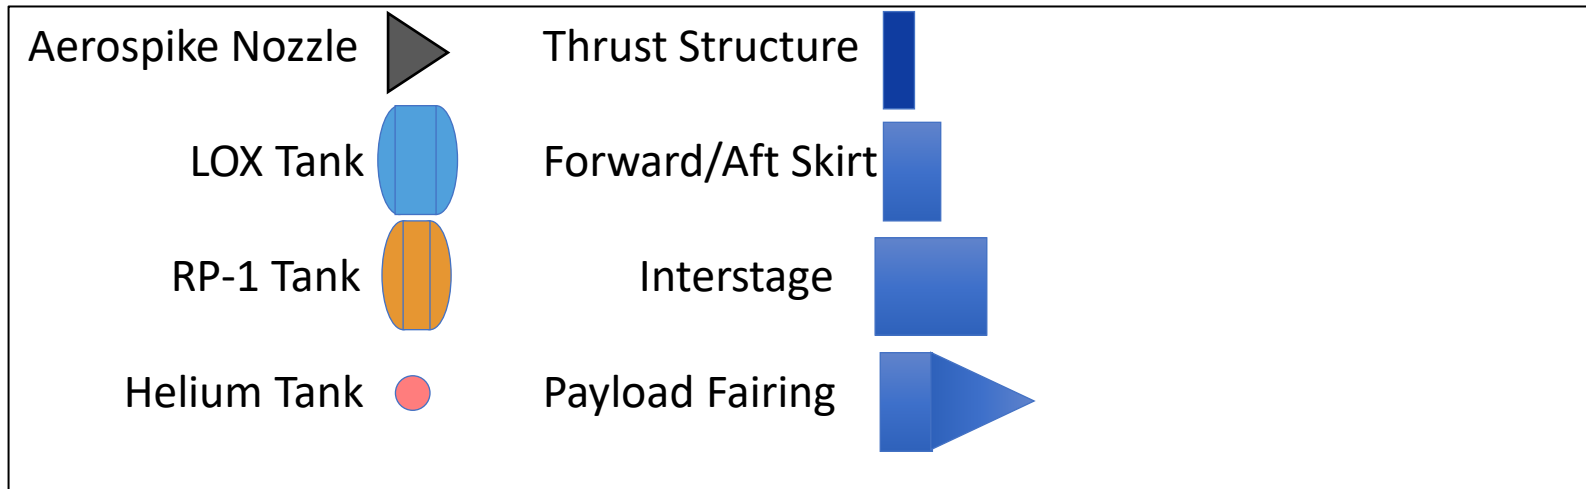 Aerospike Nozzle
Thrust Structure
LOX Tank
Forward/Aft Skirt
RP-1 Tank
Interstage
Helium Tank
Payload Fairing